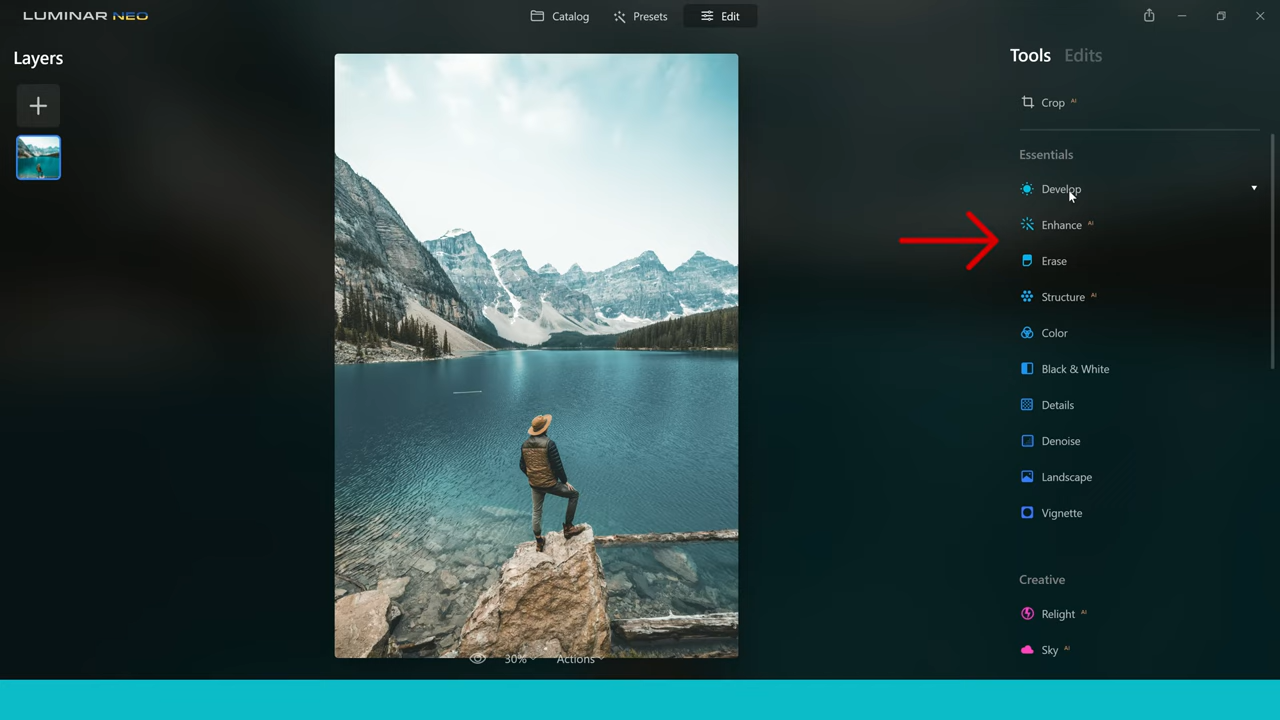 LUMINAR NEO
Catalog
Presets
Edit
Layers
Tools
Edits
Crop AI
Essentials
Develop
Enhance AI
Erase
Structure AI
Color
Black & White
Details
Denoise
Landscape
Vignette
Creative
Relight AI
Sky AI
30%
Actions